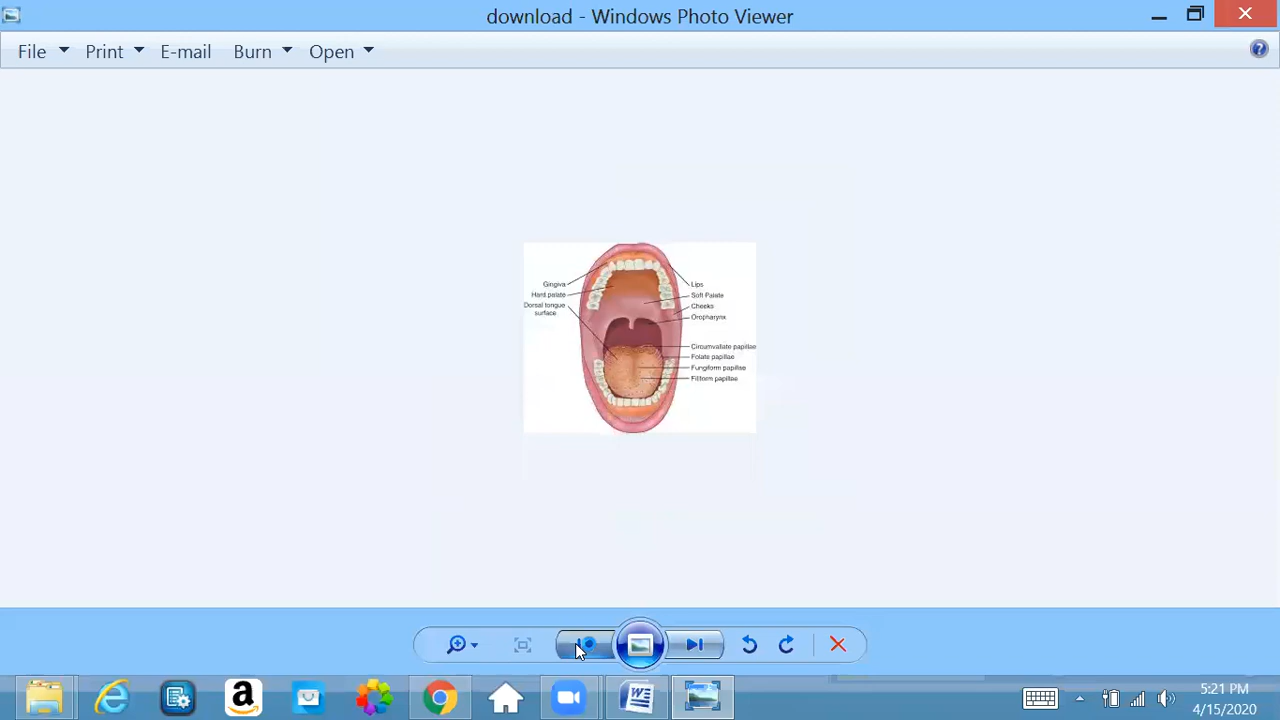 download - Windows Photo Viewer
File Print E-mail Burn Open
Gingiva
Hard palate
Dorsal tongue
surface
Lips
Soft Palate
Cheeks
Oropharynx
Circumvallate papillae
Folate papillae
Fungiform papillae
Filiform papillae
5:21 PM
4/15/2020